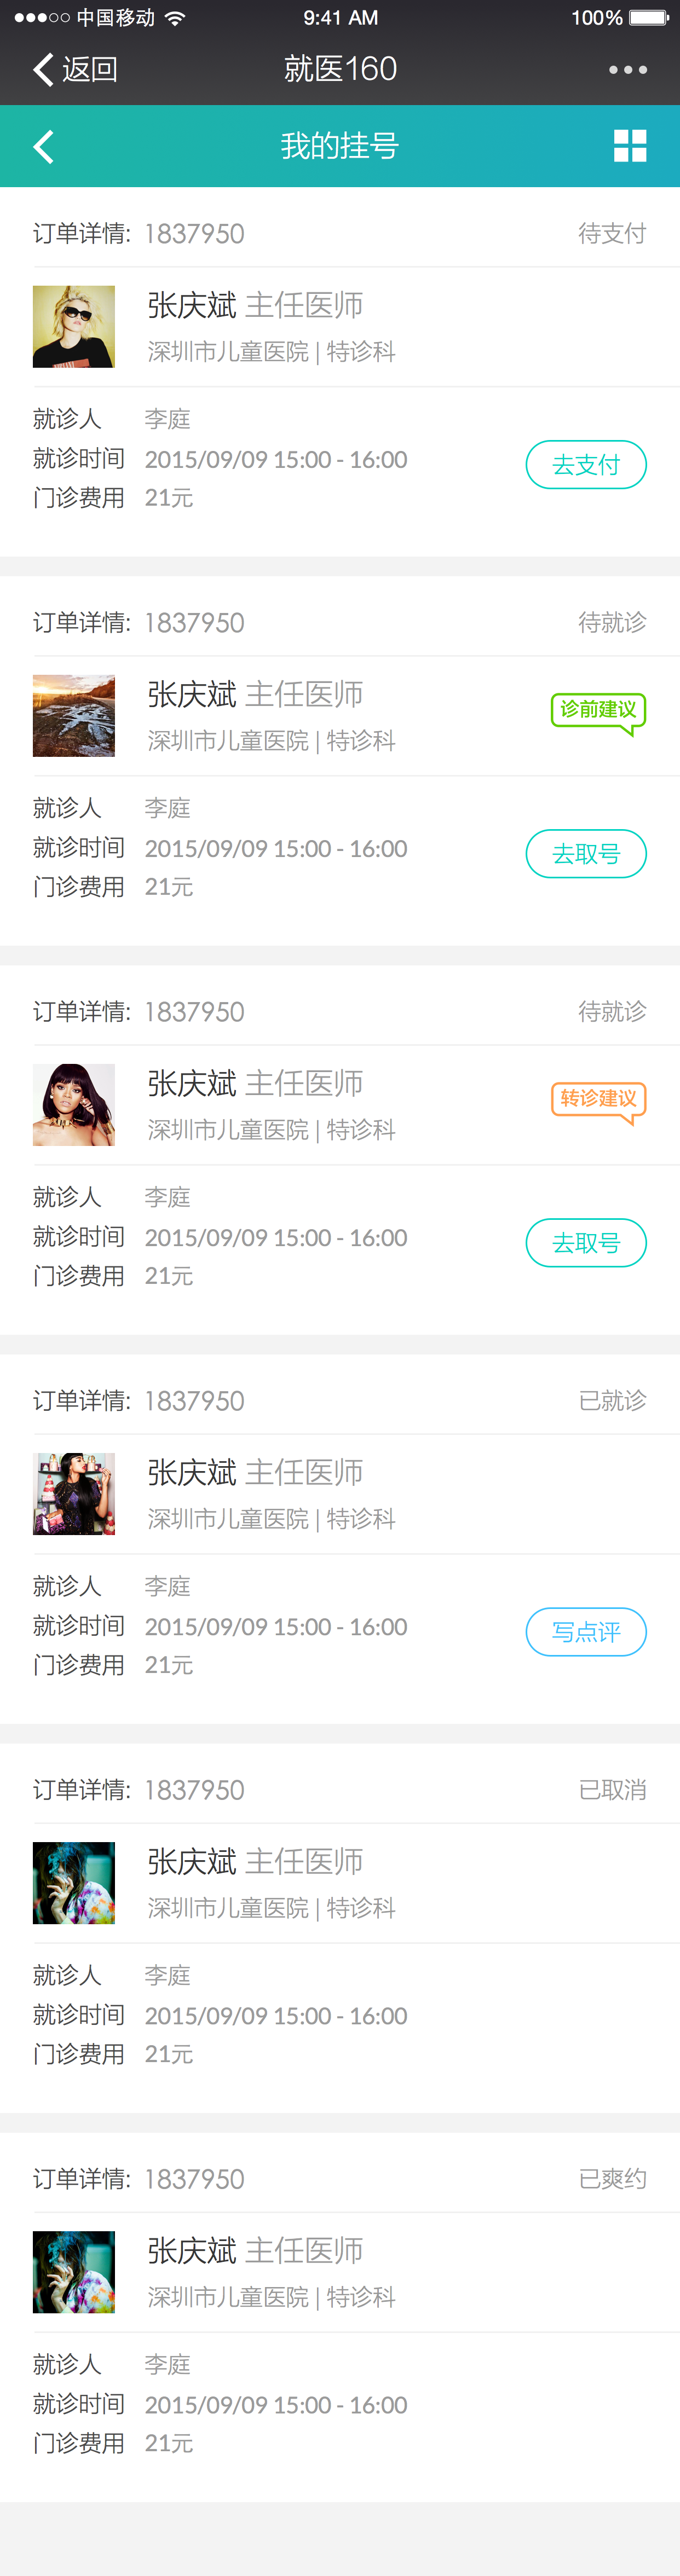 中国移动 9:41 AM 100%
返回 就医160
我的挂号
订单详情: 1837950 待支付
张庆斌 主任医师
深圳市儿童医院 | 特诊科
就诊人 李庭
就诊时间 2015/09/09 15:00 - 16:00
去支付
门诊费用 21元
订单详情: 1837950 待就诊
张庆斌 主任医师
诊前建议
深圳市儿童医院 | 特诊科
就诊人 李庭
就诊时间 2015/09/09 15:00 - 16:00
去取号
门诊费用 21元
订单详情: 1837950 待就诊
张庆斌 主任医师
转诊建议
深圳市儿童医院 | 特诊科
就诊人 李庭
就诊时间 2015/09/09 15:00 - 16:00
去取号
门诊费用 21元
订单详情: 1837950 已就诊
张庆斌 主任医师
深圳市儿童医院 | 特诊科
就诊人 李庭
就诊时间 2015/09/09 15:00 - 16:00
写点评
门诊费用 21元
订单详情: 1837950 已取消
张庆斌 主任医师
深圳市儿童医院 | 特诊科
就诊人 李庭
就诊时间 2015/09/09 15:00 - 16:00
门诊费用 21元
订单详情: 1837950 已爽约
张庆斌 主任医师
深圳市儿童医院 | 特诊科
就诊人 李庭
就诊时间 2015/09/09 15:00 - 16:00
门诊费用 21元